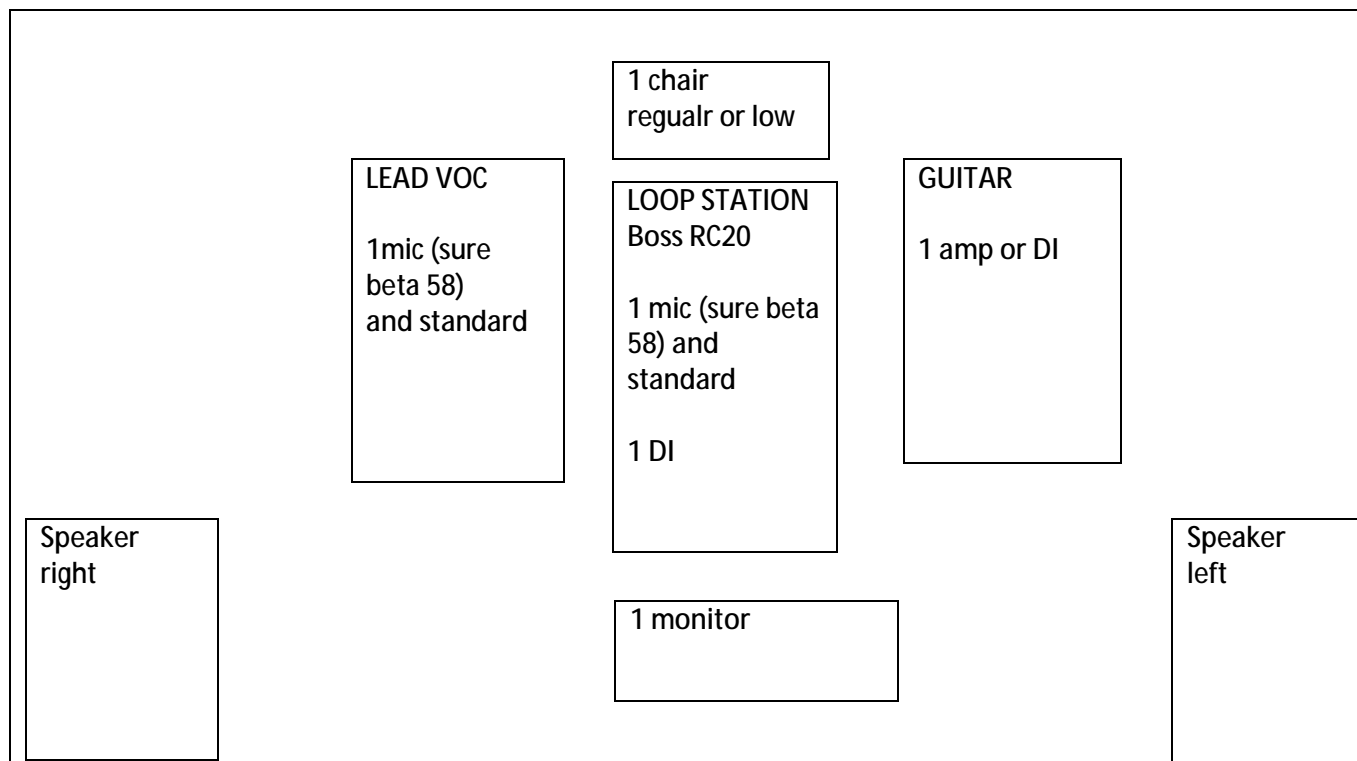 1 chair
regualr or low
LEAD VOC
1mic (sure
beta 58)
and standard
LOOP STATION
Boss RC20
1 mic (sure beta
58) and
standard
1 DI
GUITAR
1 amp or DI
Speaker
right
Speaker
left
1 monitor